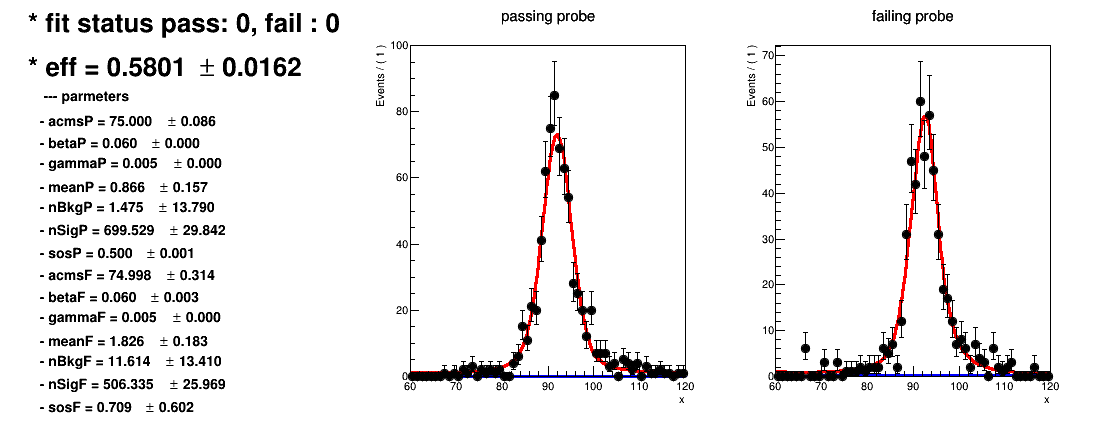 * fit status pass: 0, fail : 0
* eff = 0.5801 ± 0.0162
--- parmeters
- acmsP = 75.000 ± 0.086
- betaP = 0.060 ± 0.000
- gammaP = 0.005 ± 0.000
- meanP = 0.866 ± 0.157
- nBkgP = 1.475 ± 13.790
- nSigP = 699.529 ± 29.842
- sosP = 0.500 ± 0.001
- acmsF = 74.998 ± 0.314
- betaF = 0.060 ± 0.003
- gammaF = 0.005 ± 0.000
- meanF = 1.826 ± 0.183
- nBkgF = 11.614 ± 13.410
- nSigF = 506.335 ± 25.969
- sosF = 0.709 ± 0.602
passing probe
Events / ( 1 )
100
80
60
40
20
0
60 70 80 90 100 110 120
x
failing probe
Events / ( 1 )
70
60
50
40
30
20
10
0
60 70 80 90 100 110 120
x